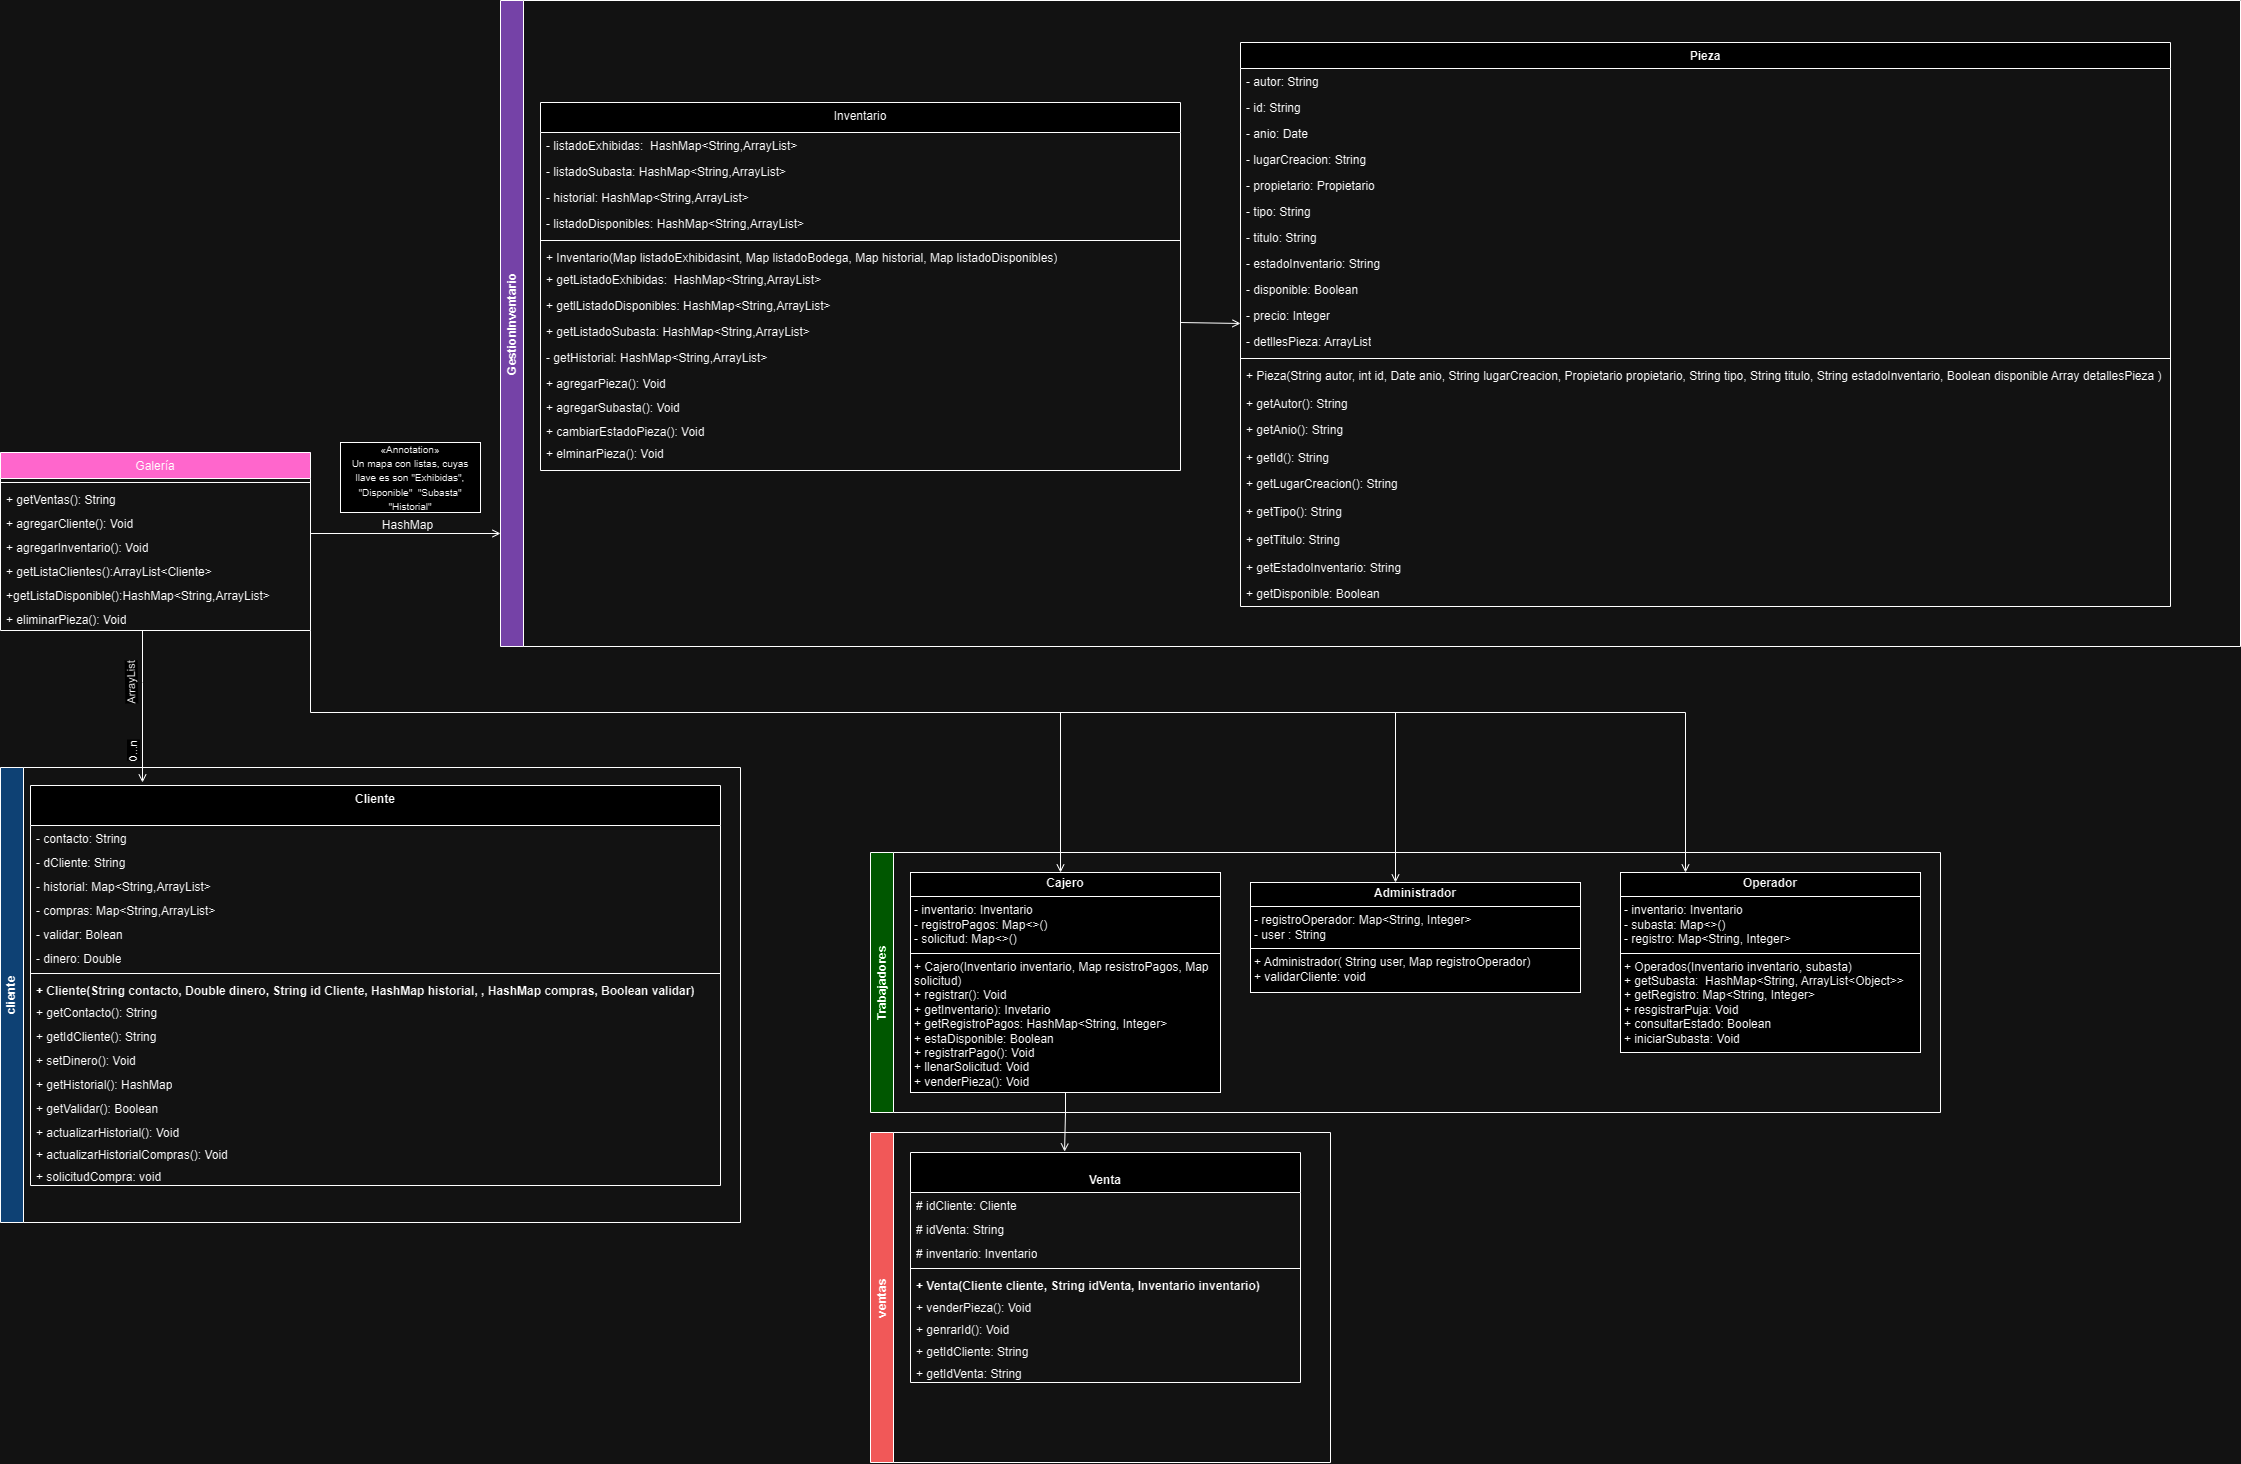 GestionInventario
Inventario
- listadoExhibidas:  HashMap<String,ArrayList>
- listadoSubasta: HashMap<String,ArrayList>
- historial: HashMap<String,ArrayList>
- listadoDisponibles: HashMap<String,ArrayList>
+ Inventario(Map listadoExhibidasint, Map listadoBodega, Map historial, Map listadoDisponibles)
+ getListadoExhibidas:  HashMap<String,ArrayList>
+ getlListadoDisponibles: HashMap<String,ArrayList>
+ getListadoSubasta: HashMap<String,ArrayList>
- getHistorial: HashMap<String,ArrayList>
+ agregarPieza(): Void
+ agregarSubasta(): Void
+ cambiarEstadoPieza(): Void
+ elminarPieza(): Void
Pieza
- autor: String
- id: String
- anio: Date
- lugarCreacion: String
- propietario: Propietario
- tipo: String
- titulo: String
- estadoInventario: String
- disponible: Boolean
- precio: Integer
- detllesPieza: ArrayList
+ Pieza(String autor, int id, Date anio, String lugarCreacion, Propietario propietario, String tipo, String titulo, String estadoInventario, Boolean disponible Array detallesPieza )
+ getAutor(): String
+ getAnio(): String
+ getId(): String
+ getLugarCreacion(): String
+ getTipo(): String
+ getTitulo: String
+ getEstadoInventario: String
+ getDisponible: Boolean
Galería
+ getVentas(): String
+ agregarCliente(): Void
+ agregarInventario(): Void
+ getListaClientes():ArrayList<Cliente>
+getListaDisponible():HashMap<String,ArrayList>
+ eliminarPieza(): Void
«Annotation»
Un mapa con listas, cuyas
llave es son "Exhibidas",
"Disponible"  "Subasta"
"Historial"
HashMap
ArrayList
0...n
cliente
Cliente
- contacto: String
- dCliente: String
- historial: Map<String,ArrayList>
- compras: Map<String,ArrayList>
- validar: Bolean
- dinero: Double
+ Cliente(String contacto, Double dinero, String id Cliente, HashMap historial, , HashMap compras, Boolean validar)
+ getContacto(): String
+ getIdCliente(): String
+ setDinero(): Void
+ getHistorial(): HashMap
+ getValidar(): Boolean
+ actualizarHistorial(): Void
+ actualizarHistorialCompras(): Void
+ solicitudCompra: void
Trabajadores
Cajero
- inventario: Inventario
- registroPagos: Map<>()
- solicitud: Map<>()
+ Cajero(Inventario inventario, Map resistroPagos, Map
solicitud)
+ registrar(): Void
+ getInventario): Invetario
+ getRegistroPagos: HashMap<String, Integer>
+ estaDisponible: Boolean
+ registrarPago(): Void
+ llenarSolicitud: Void
+ venderPieza(): Void
Administrador
- registroOperador: Map<String, Integer>
- user : String
+ Administrador( String user, Map registroOperador)
+ validarCliente: void
Operador
- inventario: Inventario
- subasta: Map<>()
- registro: Map<String, Integer>
+ Operados(Inventario inventario, subasta)
+ getSubasta:  HashMap<String, ArrayList<Object>>
+ getRegistro: Map<String, Integer>
+ resgistrarPuja: Void
+ consultarEstado: Boolean
+ iniciarSubasta: Void
ventas
Venta
# idCliente: Cliente
# idVenta: String
# inventario: Inventario
+ Venta(Cliente cliente, String idVenta, Inventario inventario)
+ venderPieza(): Void
+ genrarId(): Void
+ getIdCliente: String
+ getIdVenta: String